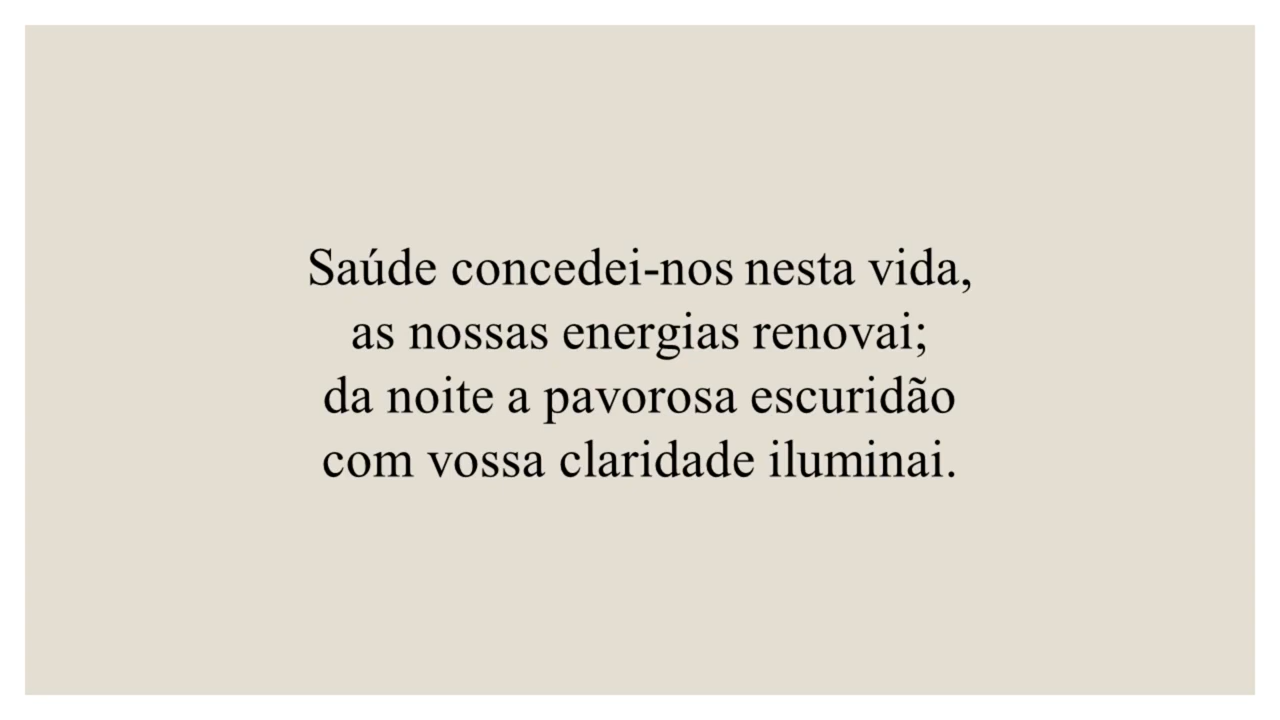 Saúde concedei-nos nesta vida,
as nossas energias renovai;
da noite a pavorosa escuridão
com vossa claridade iluminai.